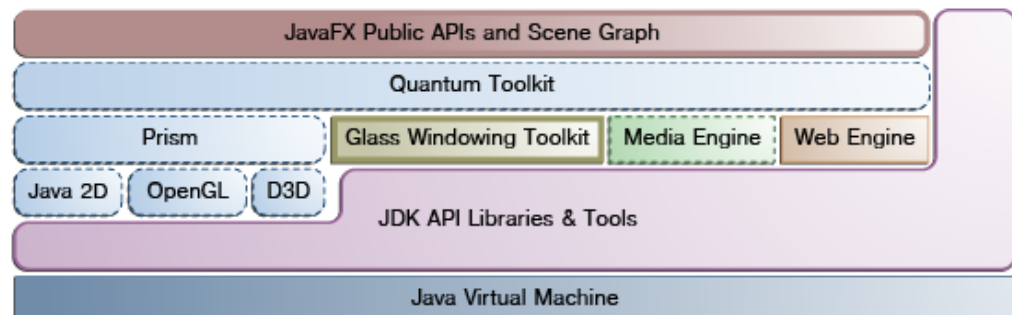 JavaFX Public APIs and Scene Graph
Quantum Toolkit
Prism
Glass Windowing Toolkit
Media Engine
Web Engine
Java 2D
OpenGL
D3D
JDK API Libraries & Tools
Java Virtual Machine